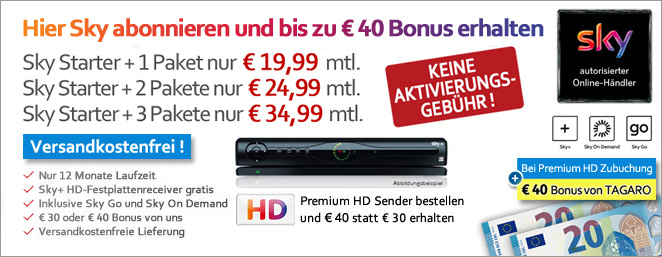 Hier Sky abonnieren und bis zu € 40 Bonus erhalten
Sky Starter + 1 Paket nur € 19,99 mtl.
Sky Starter + 2 Pakete nur € 24,99 mtl.
Sky Starter + 3 Pakete nur € 34,99 mtl.
KEINE
AKTIVIERUNGS-
GEBÜHR !
sky
autorisierter
Online-Händler
Sky+
Sky On Demand
go
Sky Go
Versandkostenfrei !
Nur 12 Monate Laufzeit
Sky+ HD-Festplattenreceiver gratis
Inklusive Sky Go und Sky On Demand
€ 30 oder € 40 Bonus von uns
Versandkostenfreie Lieferung
Abbildungsbeispiel
HD
Premium HD Sender bestellen
und € 40 statt € 30 erhalten
+ Bei Premium HD Zubuchung
€ 40 Bonus von TAGARO
20
20